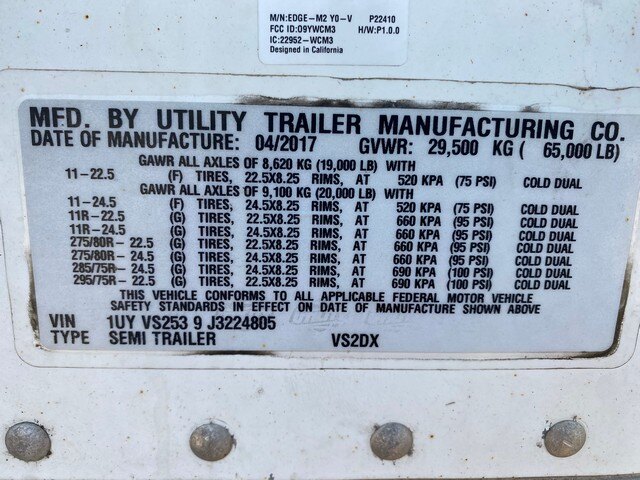 M/N:EDGE-M2 Y0-V P22410
FCC ID:O9YWCM3 H/W:P1.0.0
IC:22952-WCM3
Designed in California
MFD. BY UTILITY TRAILER MANUFACTURING CO.
DATE OF MANUFACTURE: 04/2017 GVWR: 29,500 KG ( 65,000 LB)
GAWR ALL AXLES OF 8,620 KG (19,000 LB) WITH
11-22.5 (F) TIRES, 22.5X8.25 RIMS, AT 520 KPA (75 PSI) COLD DUAL
GAWR ALL AXLES OF 9,100 KG (20,000 LB) WITH
11-24.5 (F) TIRES, 24.5X8.25 RIMS, AT 520 KPA (75 PSI) COLD DUAL
11R-22.5 (G) TIRES, 22.5X8.25 RIMS, AT 660 KPA (95 PSI) COLD DUAL
11R-24.5 (G) TIRES, 24.5X8.25 RIMS, AT 660 KPA (95 PSI) COLD DUAL
275/80R-22.5 (G) TIRES, 22.5X8.25 RIMS, AT 660 KPA (95 PSI) COLD DUAL
275/80R-24.5 (G) TIRES, 24.5X8.25 RIMS, AT 660 KPA (95 PSI) COLD DUAL
285/75R-24.5 (G) TIRES, 24.5X8.25 RIMS, AT 690 KPA (100 PSI) COLD DUAL
295/75R-22.5 (G) TIRES, 22.5X8.25 RIMS, AT 690 KPA (100 PSI) COLD DUAL
THIS VEHICLE CONFORMS TO ALL APPLICABLE FEDERAL MOTOR VEHICLE
SAFETY STANDARDS IN EFFECT ON DATE OF MANUFACTURE SHOWN ABOVE
VIN 1UY VS253 9 J3224805
TYPE SEMI TRAILER VS2DX